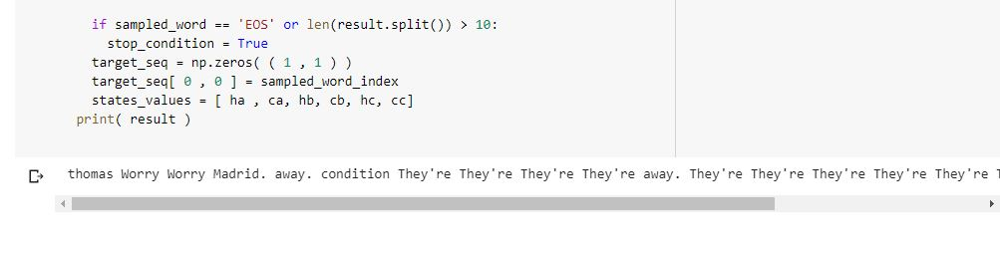 if sampled_word == 'EOS' or len(result.split()) > 10:
stop_condition = True
target_seq = np.zeros( ( 1 , 1 ) )
target_seq[ 0 , 0 ] = sampled_word_index
states_values = [ ha , ca, hb, cb, hc, cc]
print( result )
thomas Worry Worry Madrid. away. condition They're They're They're They're away. They're They're They're They're They're